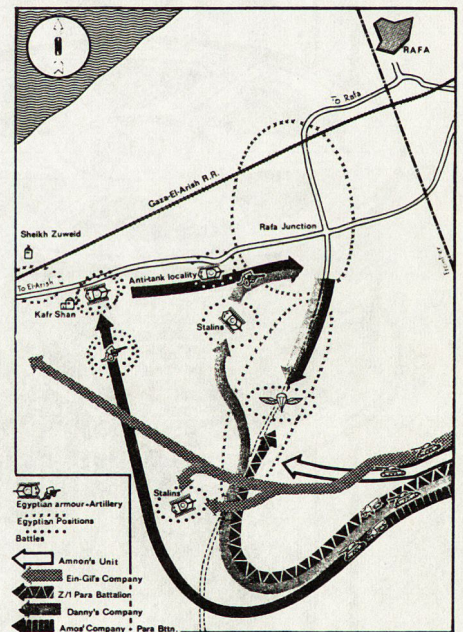 RAFA
To Rafa
Gaza-El-Arish R.R.
Rafa Junction
Sheikh Zuweid
To El-Arish
Anti-tank locality
Kafr Shan
Stalins
Stalins
Egyptian armour-Artillery
Egyptian Positions
Battles
Amnon's Unit
Ein-Gil's Company
Z/1 Para Battalion
Danny's Company
Amos' Company + Para Bttn.